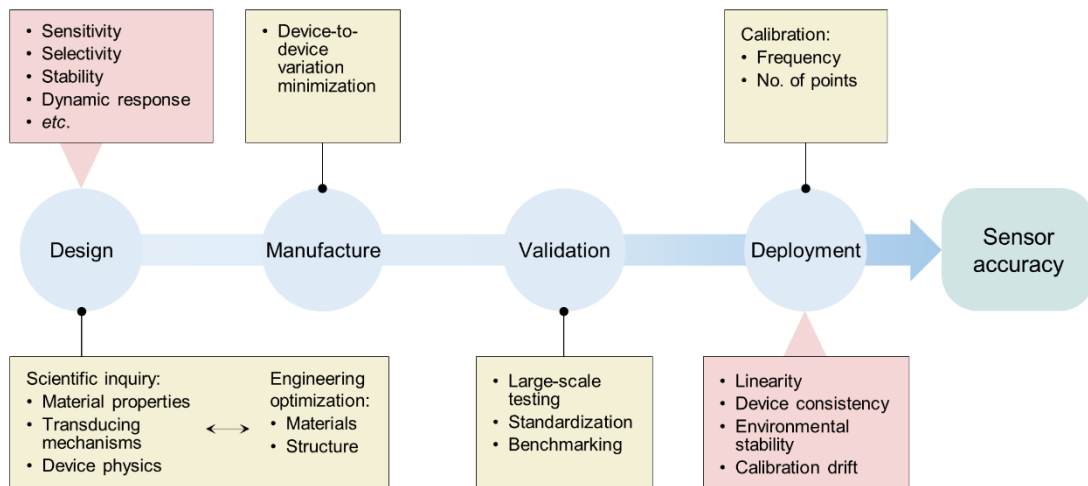 • Sensitivity
• Selectivity
• Stability
• Dynamic response
• etc.
• Device-to-
device
variation
minimization
Calibration:
• Frequency
• No. of points
Design
Manufacture
Validation
Deployment
Sensor
accuracy
Scientific inquiry:
• Material properties
• Transducing
mechanisms
• Device physics
Engineering
optimization:
• Materials
• Structure
• Large-scale
testing
• Standardization
• Benchmarking
• Linearity
• Device consistency
• Environmental
stability
• Calibration drift